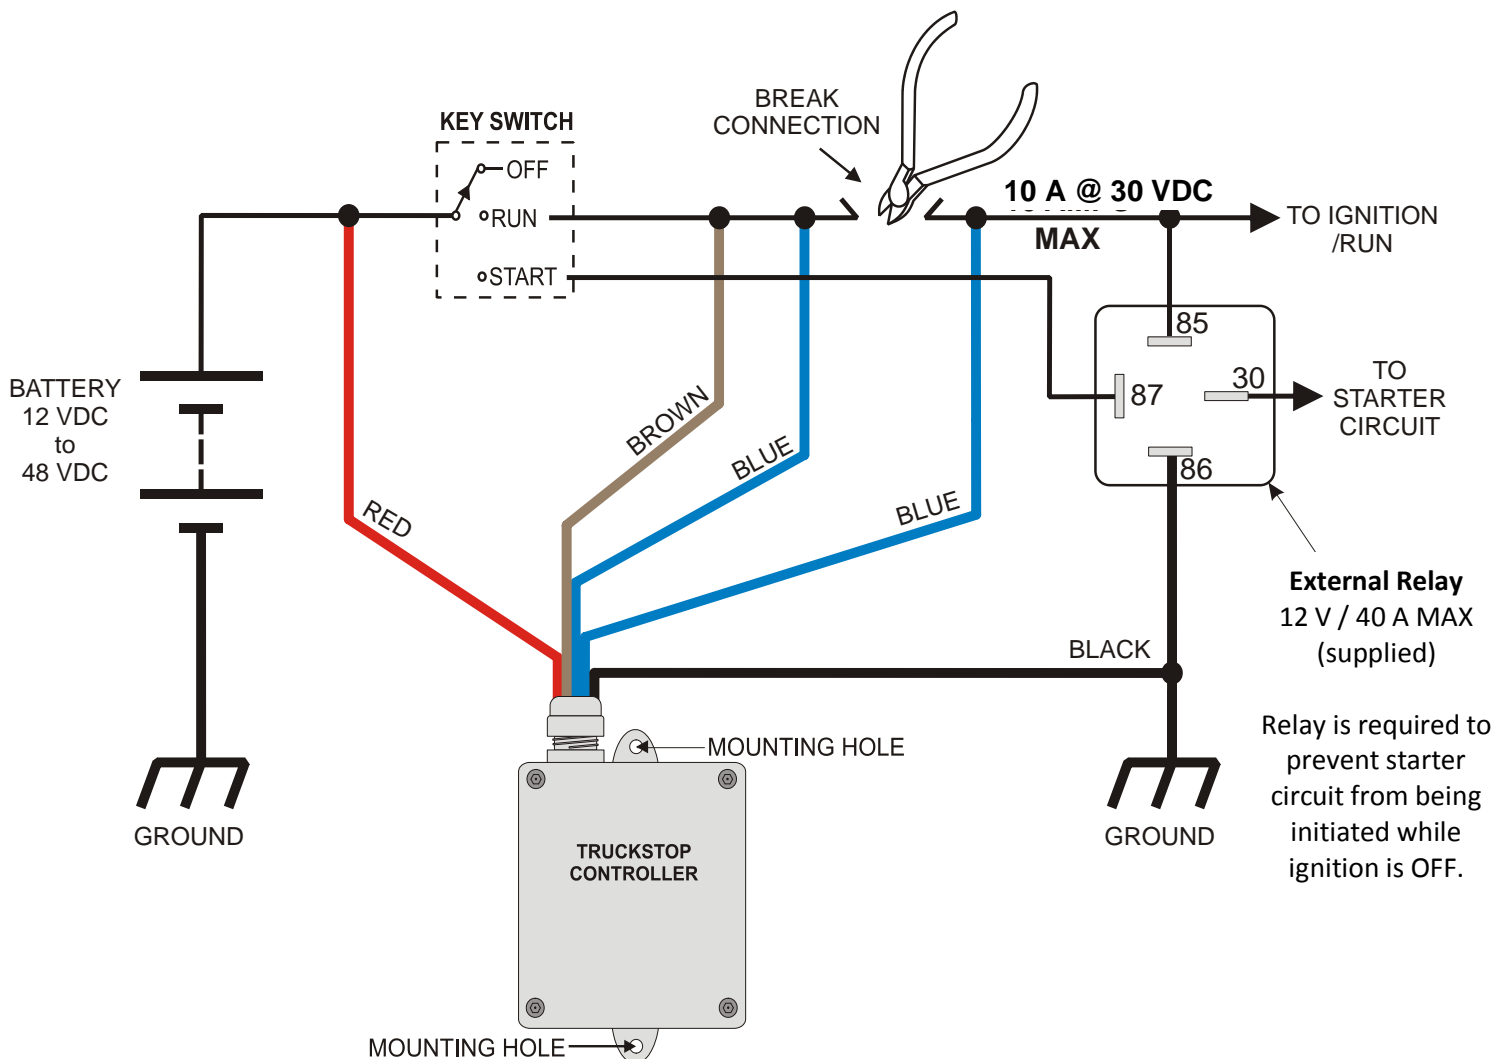 BREAK
CONNECTION
KEY SWITCH
OFF
RUN
START
10 A @ 30 VDC
MAX
TO IGNITION
/RUN
85
87
30
86
TO
STARTER
CIRCUIT
BATTERY
12 VDC
to
48 VDC
BROWN
BLUE
BLUE
RED
External Relay
12 V / 40 A MAX
(supplied)
BLACK
Relay is required to
prevent starter
circuit from being
initiated while
ignition is OFF.
MOUNTING HOLE
GROUND
GROUND
TRUCKSTOP
CONTROLLER
MOUNTING HOLE